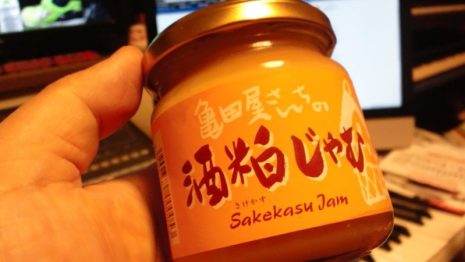 亀田屋さんちの
酒粕じゃむ
さけかす
Sakekasu Jam